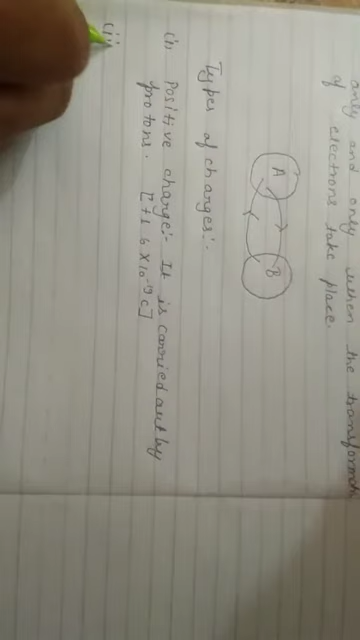 only and only when the transformation
of electrons take place.
A B
Types of charges:-
(i) Positive charge:- It is carried out by
protons. [+1.6×10⁻¹⁹C]
(ii